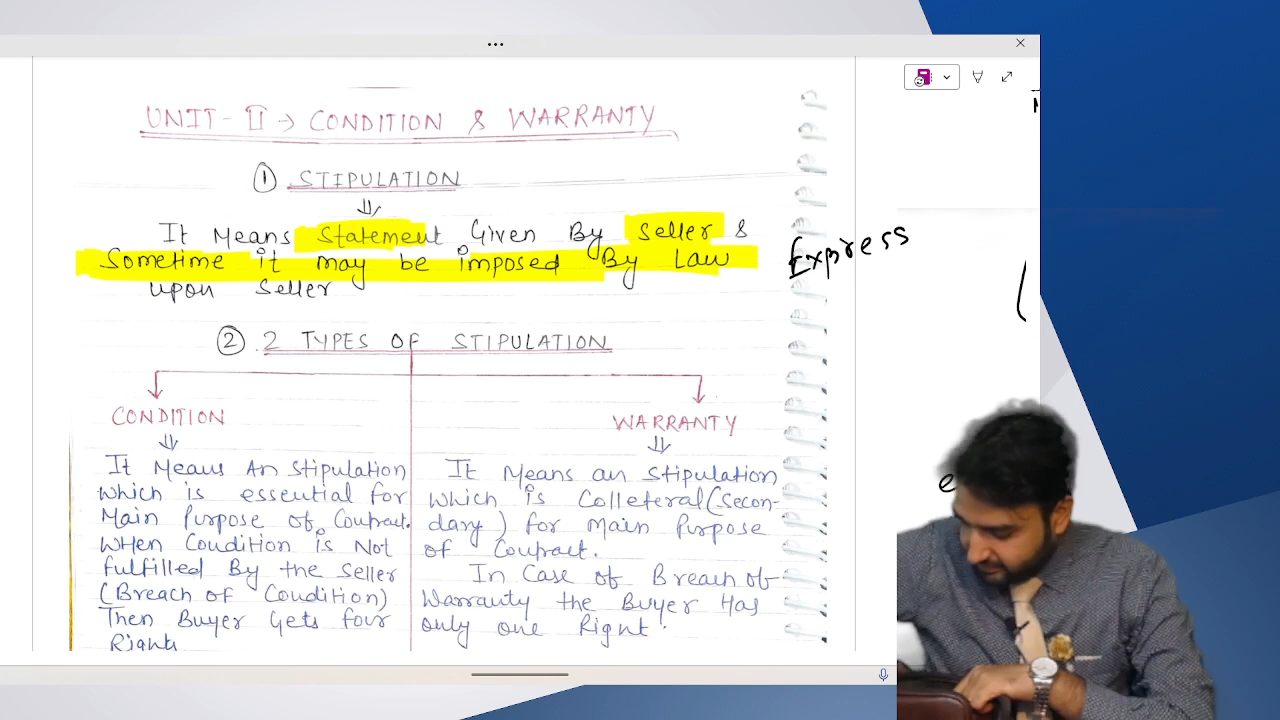 UNIT-II → CONDITION & WARRANTY
① STIPULATION
It Means Statement Given By Seller &
Sometime it may be imposed By Law
upon Seller
Express
② 2 TYPES OF STIPULATION
CONDITION
It Means An Stipulation
which is essential for
Main Purpose of Contract.
WHen Condition is Not
fulfilled By the Seller
(Breach of Condition)
Then Buyer Gets four
Rights
WARRANTY
It Means an Stipulation
which is Colleteral (Secon-
dary) for Main Purpose
of Contract.
In Case of Breach of
Warranty the Buyer Has
only one Right.